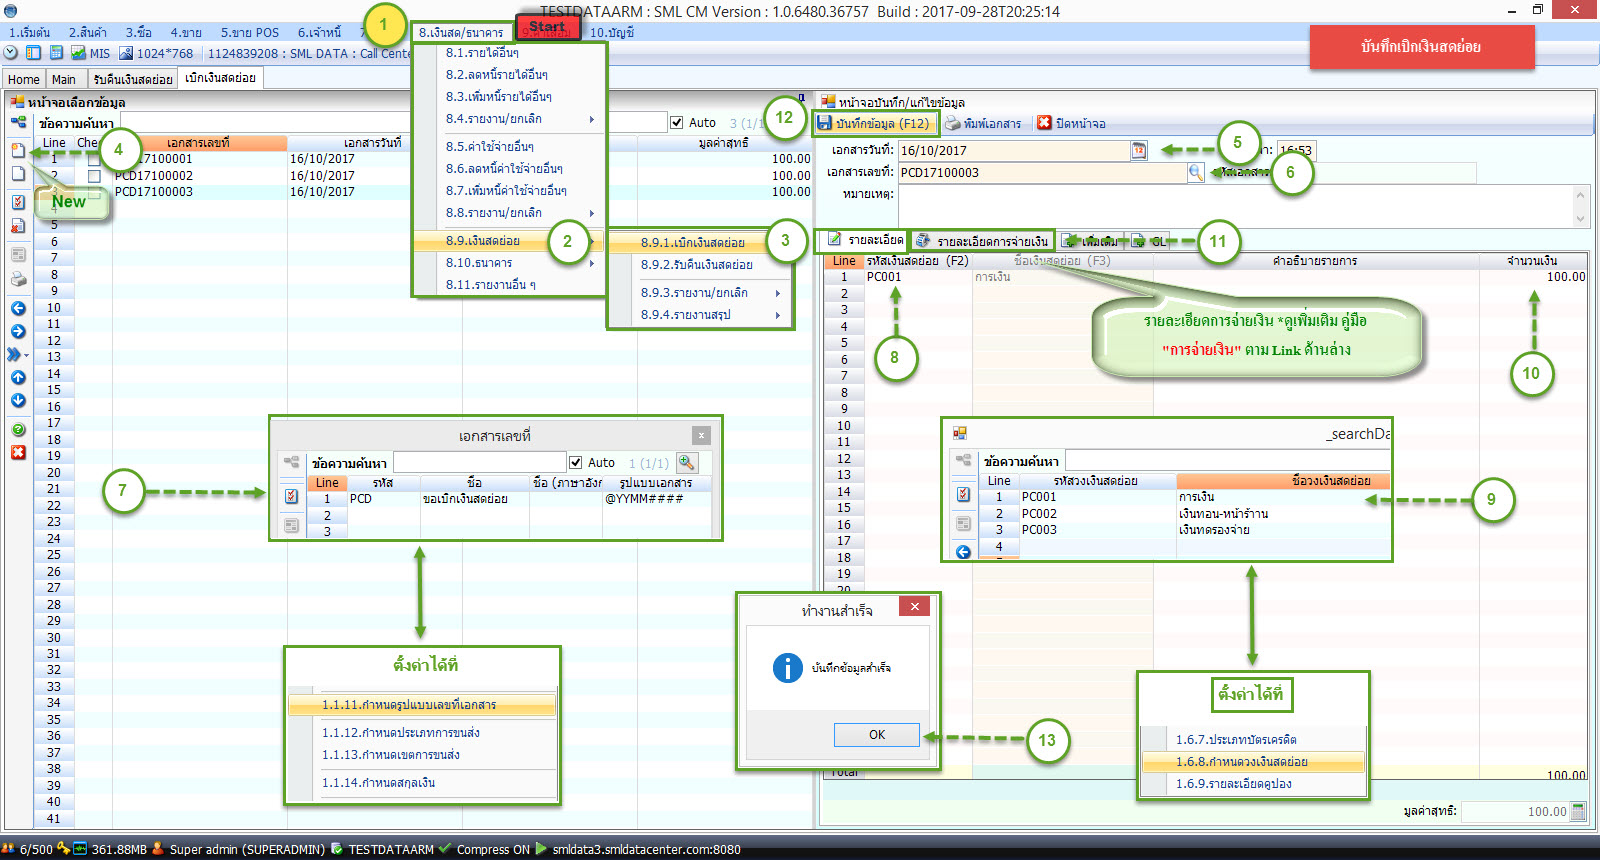 TESTDATAARM : SML CM Version : 1.0.6480.36757 Build : 2017-09-28T20:25:14
1.เริ่มต้น 2.สินค้า 3.ซื้อ 4.ขาย 5.ขาย POS 6.เจ้าหนี้ 8.เงินสด/ธนาคาร 10.บัญชี
1
Start
บันทึกเบิกเงินสดย่อย
MIS 1024*768 1124839208 : SML DATA : Call Cente
Home Main รับคืนเงินสดย่อย เบิกเงินสดย่อย
8.1.รายได้อื่นๆ
8.2.ลดหนี้รายได้อื่นๆ
8.3.เพิ่มหนี้รายได้อื่นๆ
8.4.รายงาน/ยกเลิก
8.5.ค่าใช้จ่ายอื่นๆ
8.6.ลดหนี้ค่าใช้จ่ายอื่นๆ
8.7.เพิ่มหนี้ค่าใช้จ่ายอื่นๆ
8.8.รายงาน/ยกเลิก
8.9.เงินสดย่อย
8.10.ธนาคาร
8.11.รายงานอื่น ๆ
2
8.9.1.เบิกเงินสดย่อย
8.9.2.รับคืนเงินสดย่อย
8.9.3.รายงาน/ยกเลิก
8.9.4.รายงานสรุป
3
หน้าจอเลือกข้อมูล
ข้อความค้นหา Auto 3 (1/1)
Line Che เอกสารเลขที่ เอกสารวันที่ มูลค่าสุทธิ
1 PCD17100001 16/10/2017 100.00
2 PCD17100002 16/10/2017 100.00
3 PCD17100003 16/10/2017 100.00
4
New
5
6
7
8
9
10
11
12
13
14
15
16
17
18
19
20
21
22
23
24
25
26
27
28
29
30
31
32
33
34
35
36
37
38
39
40
41
หน้าจอบันทึก/แก้ไขข้อมูล
12
บันทึกข้อมูล (F12) พิมพ์เอกสาร ปิดหน้าจอ
เอกสารวันที่: 16/10/2017 5 16:53
เอกสารเลขที่: PCD17100003 6
หมายเหตุ:
รายละเอียด รายละเอียดการจ่ายเงิน เพิ่มเติม GL 11
Line รหัสเงินสดย่อย (F2) ชื่อเงินสดย่อย (F3) คำอธิบายรายการ จำนวนเงิน
1 PC001 การเงิน 100.00
2
3
4
6
7
8
9
10
11
12
13
14
15
16
17
18
19
20
8
10
รายละเอียดการจ่ายเงิน *ดูเพิ่มเติม คู่มือ
"การจ่ายเงิน" ตาม Link ด้านล่าง
7
เอกสารเลขที่
ข้อความค้นหา Auto 1 (1/1)
Line รหัส ชื่อ ชื่อ (ภาษาอังก รูปแบบเอกสาร
1 PCD ขอเบิกเงินสดย่อย @YYMM####
2
3
ตั้งค่าได้ที่
1.1.11.กำหนดรูปแบบเลขที่เอกสาร
1.1.12.กำหนดประเภทการขนส่ง
1.1.13.กำหนดเขตการขนส่ง
1.1.14.กำหนดสกุลเงิน
_searchDa
ข้อความค้นหา
Line รหัสวงเงินสดย่อย ชื่อวงเงินสดย่อย
1 PC001 การเงิน
2 PC002 เงินทอน-หน้าร้าน
3 PC003 เงินทดรองจ่าย
4
9
ทำงานสำเร็จ
บันทึกข้อมูลสำเร็จ
OK
13
ตั้งค่าได้ที่
1.6.7.ประเภทบัตรเครดิต
1.6.8.กำหนดวงเงินสดย่อย
1.6.9.รายละเอียดคูปอง
Total 100.00
มูลค่าสุทธิ: 100.00
6/500 361.88MB Super admin (SUPERADMIN) TESTDATAARM Compress ON smldata3.smldatacenter.com:8080